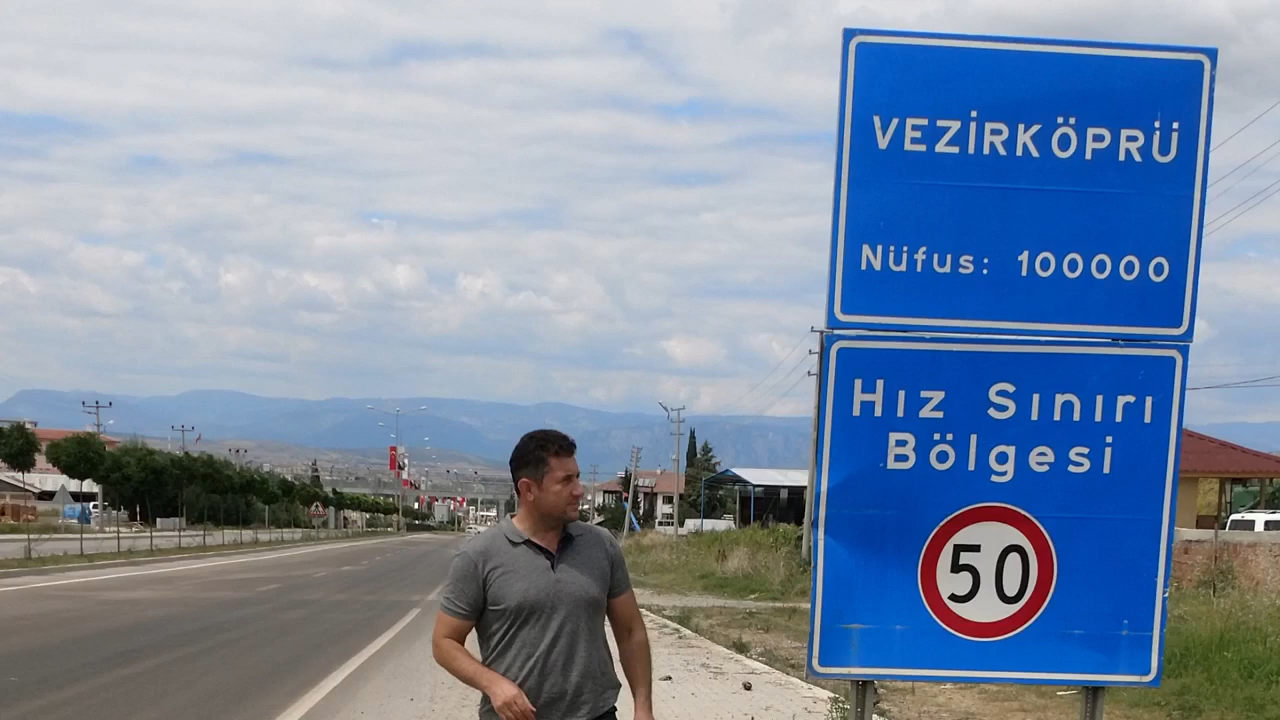 VEZİRKÖPRÜ
Nüfus: 100000
Hız Sınırı
Bölgesi
50